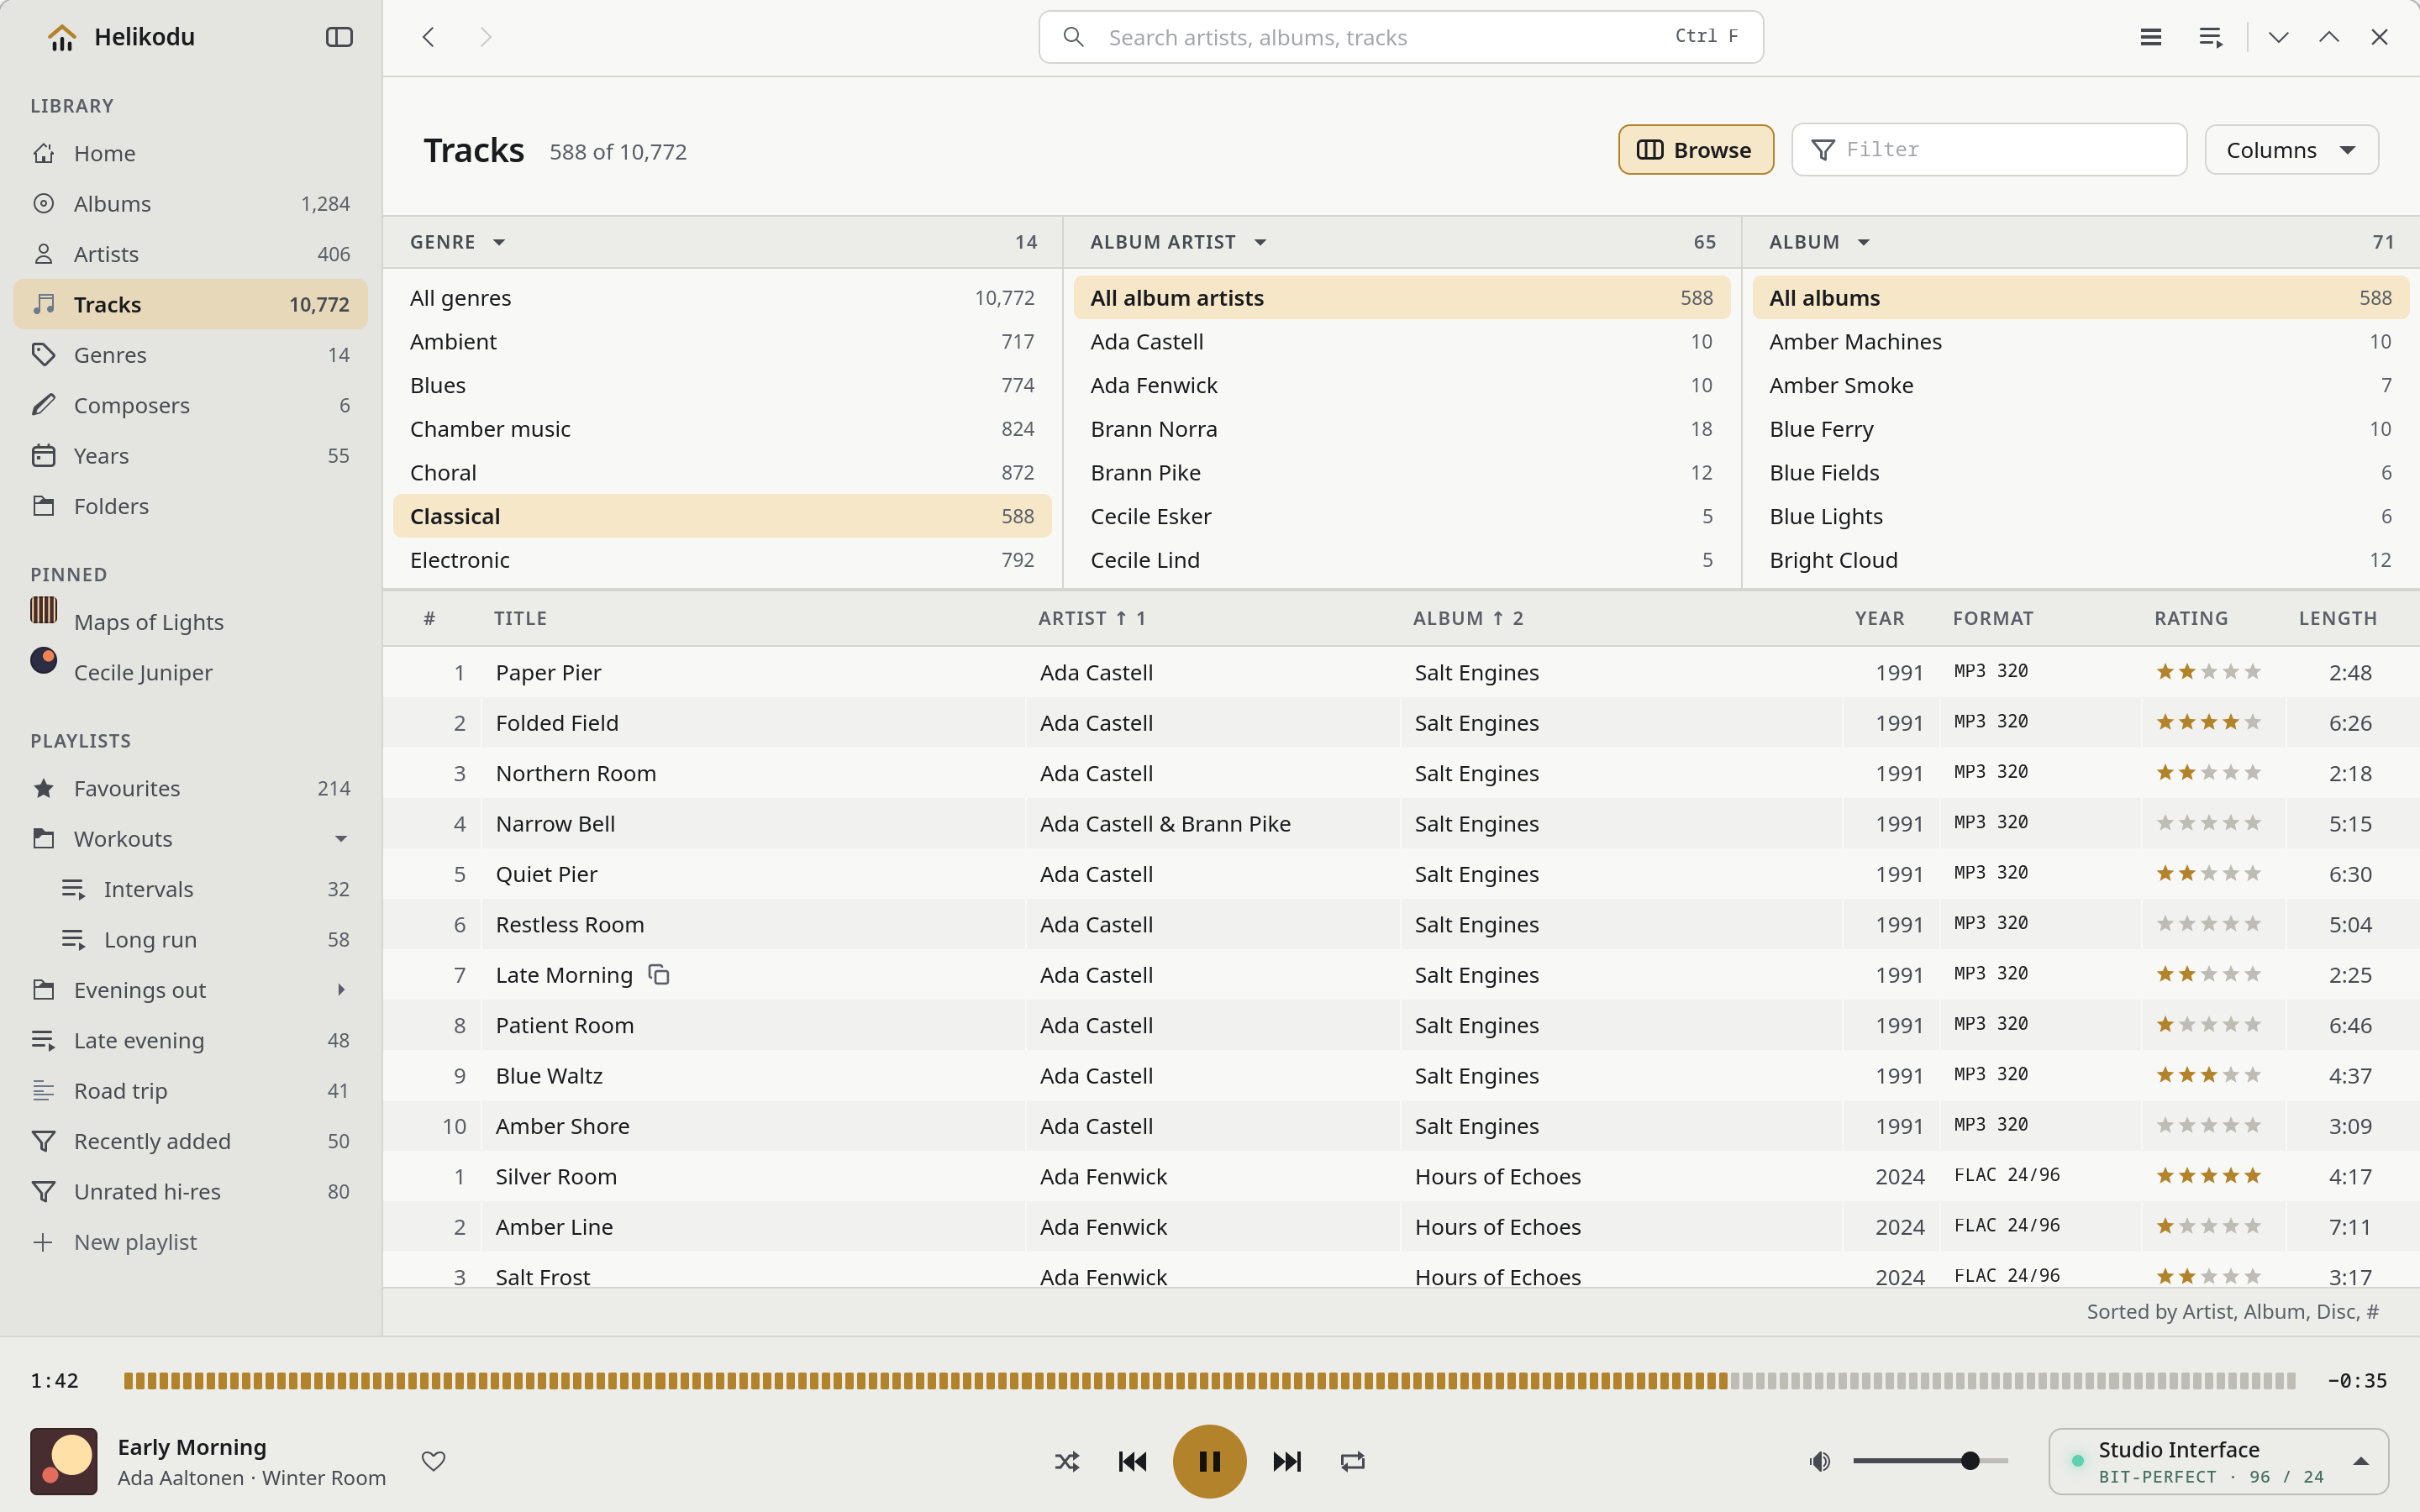 Helikodu
Search artists, albums, tracks Ctrl F
LIBRARY
Home
Albums 1,284
Artists 406
Tracks 10,772
Genres 14
Composers 6
Years 55
Folders
PINNED
Maps of Lights
Cecile Juniper
PLAYLISTS
Favourites 214
Workouts
Intervals 32
Long run 58
Evenings out
Late evening 48
Road trip 41
Recently added 50
Unrated hi-res 80
New playlist
Tracks 588 of 10,772
Browse
Filter
Columns
GENRE 14
All genres 10,772
Ambient 717
Blues 774
Chamber music 824
Choral 872
Classical 588
Electronic 792
ALBUM ARTIST 65
All album artists 588
Ada Castell 10
Ada Fenwick 10
Brann Norra 18
Brann Pike 12
Cecile Esker 5
Cecile Lind 5
ALBUM 71
All albums 588
Amber Machines 10
Amber Smoke 7
Blue Ferry 10
Blue Fields 6
Blue Lights 6
Bright Cloud 12
# TITLE ARTIST ↑ 1 ALBUM ↑ 2 YEAR FORMAT RATING LENGTH
1 Paper Pier Ada Castell Salt Engines 1991 MP3 320 2:48
2 Folded Field Ada Castell Salt Engines 1991 MP3 320 6:26
3 Northern Room Ada Castell Salt Engines 1991 MP3 320 2:18
4 Narrow Bell Ada Castell & Brann Pike Salt Engines 1991 MP3 320 5:15
5 Quiet Pier Ada Castell Salt Engines 1991 MP3 320 6:30
6 Restless Room Ada Castell Salt Engines 1991 MP3 320 5:04
7 Late Morning Ada Castell Salt Engines 1991 MP3 320 2:25
8 Patient Room Ada Castell Salt Engines 1991 MP3 320 6:46
9 Blue Waltz Ada Castell Salt Engines 1991 MP3 320 4:37
10 Amber Shore Ada Castell Salt Engines 1991 MP3 320 3:09
1 Silver Room Ada Fenwick Hours of Echoes 2024 FLAC 24/96 4:17
2 Amber Line Ada Fenwick Hours of Echoes 2024 FLAC 24/96 7:11
3 Salt Frost Ada Fenwick Hours of Echoes 2024 FLAC 24/96 3:17
Sorted by Artist, Album, Disc, #
1:42 −0:35
Early Morning
Ada Aaltonen · Winter Room
Studio Interface
BIT-PERFECT · 96 / 24